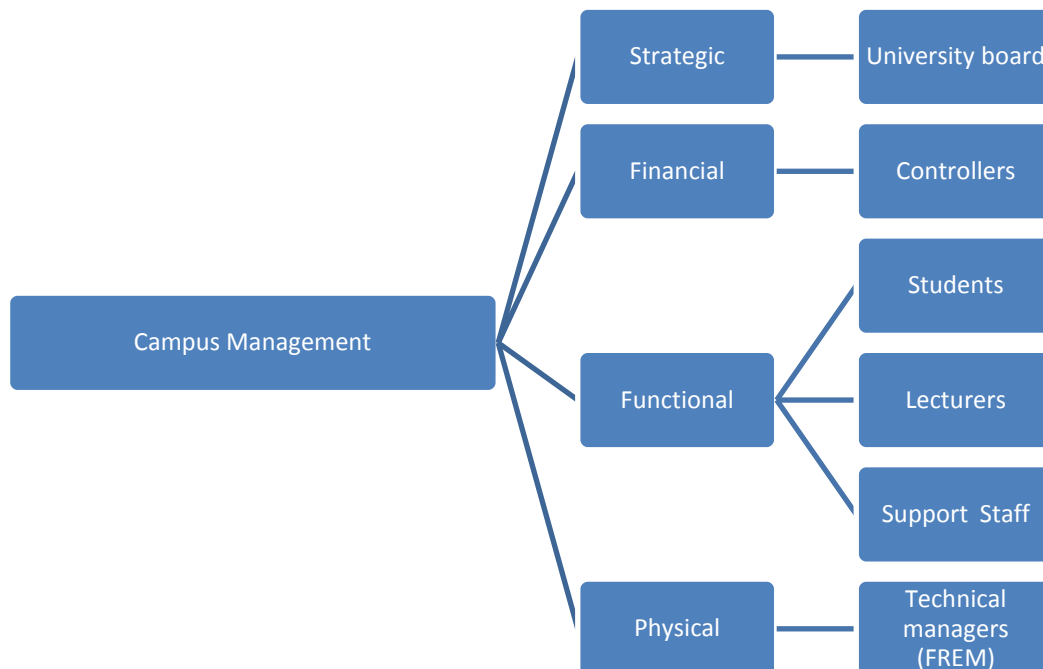 Strategic
University board
Financial
Controllers
Students
Campus Management
Functional
Lecturers
Support Staff
Physical
Technical
managers
(FREM)